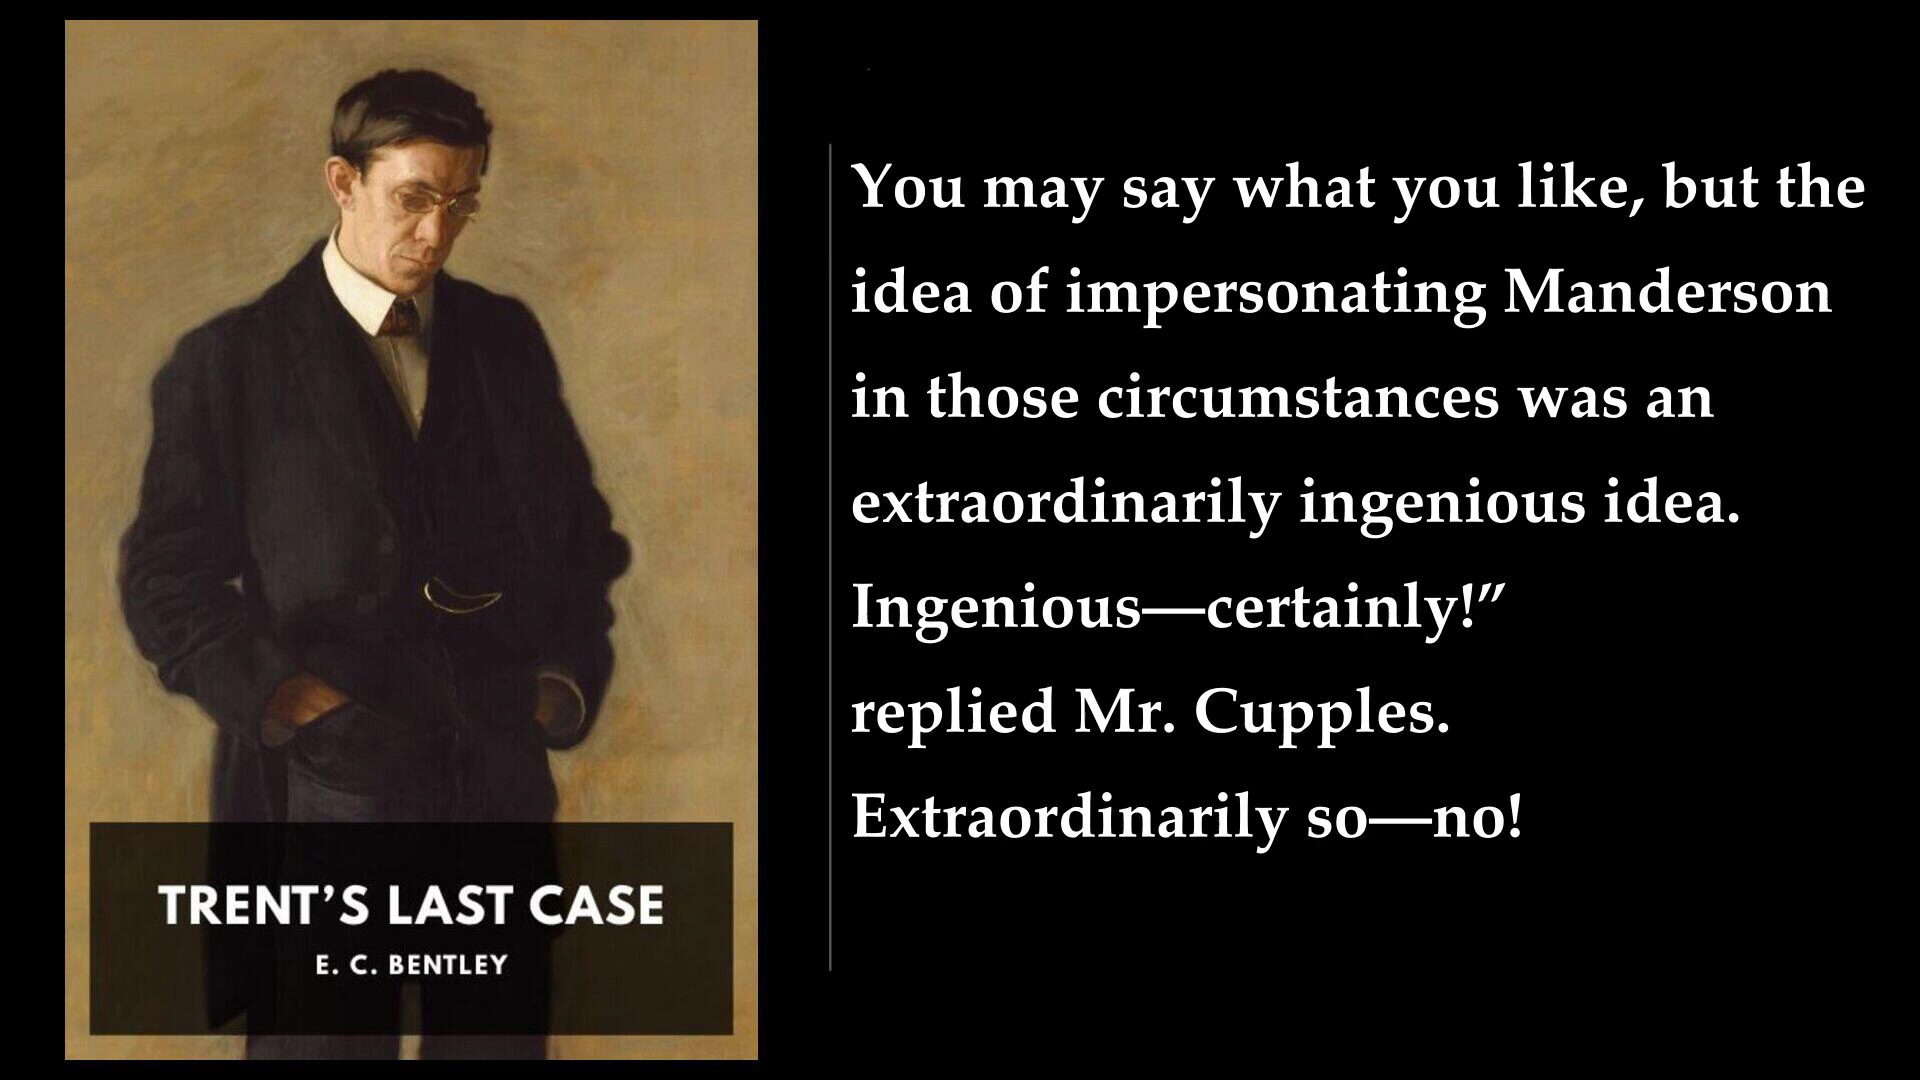 TRENT’S LAST CASE
E. C. BENTLEY
You may say what you like, but the
idea of impersonating Manderson
in those circumstances was an
extraordinarily ingenious idea.
Ingenious—certainly!”
replied Mr. Cupples.
Extraordinarily so—no!